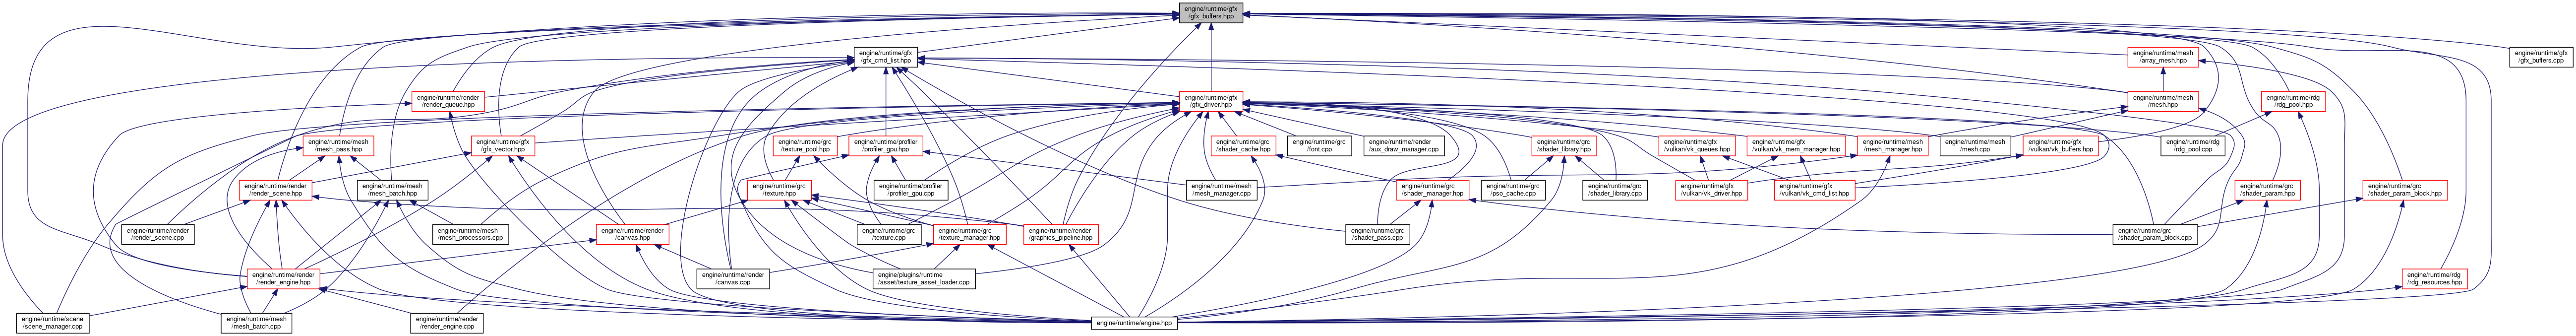 engine/runtime/gfx
/gfx_buffers.hpp
engine/runtime/gfx
/gfx_cmd_list.hpp
engine/runtime/mesh
/array_mesh.hpp
engine/runtime/gfx
/gfx_buffers.cpp
engine/runtime/render
/render_queue.hpp
engine/runtime/gfx
/gfx_driver.hpp
engine/runtime/mesh
/mesh.hpp
engine/runtime/rdg
/rdg_pool.hpp
engine/runtime/mesh
/mesh_pass.hpp
engine/runtime/gfx
/gfx_vector.hpp
engine/runtime/grc
/texture_pool.hpp
engine/runtime/profiler
/profiler_gpu.hpp
engine/runtime/grc
/shader_cache.hpp
engine/runtime/grc
/font.cpp
engine/runtime/render
/aux_draw_manager.cpp
engine/runtime/grc
/shader_library.hpp
engine/runtime/gfx
/vulkan/vk_queues.hpp
engine/runtime/gfx
/vulkan/vk_mem_manager.hpp
engine/runtime/mesh
/mesh_manager.hpp
engine/runtime/mesh
/mesh.cpp
engine/runtime/gfx
/vulkan/vk_buffers.hpp
engine/runtime/rdg
/rdg_pool.cpp
engine/runtime/render
/render_scene.hpp
engine/runtime/mesh
/mesh_batch.hpp
engine/runtime/grc
/texture.hpp
engine/runtime/profiler
/profiler_gpu.cpp
engine/runtime/mesh
/mesh_manager.cpp
engine/runtime/grc
/shader_manager.hpp
engine/runtime/grc
/pso_cache.cpp
engine/runtime/grc
/shader_library.cpp
engine/runtime/gfx
/vulkan/vk_driver.hpp
engine/runtime/gfx
/vulkan/vk_cmd_list.hpp
engine/runtime/grc
/shader_param.hpp
engine/runtime/grc
/shader_param_block.hpp
engine/runtime/render
/render_scene.cpp
engine/runtime/mesh
/mesh_processors.cpp
engine/runtime/render
/canvas.hpp
engine/runtime/grc
/texture.cpp
engine/runtime/grc
/texture_manager.hpp
engine/runtime/render
/graphics_pipeline.hpp
engine/runtime/grc
/shader_pass.cpp
engine/runtime/grc
/shader_param_block.cpp
engine/runtime/render
/render_engine.hpp
engine/runtime/render
/canvas.cpp
engine/plugins/runtime
/asset/texture_asset_loader.cpp
engine/runtime/rdg
/rdg_resources.hpp
engine/runtime/scene
/scene_manager.cpp
engine/runtime/mesh
/mesh_batch.cpp
engine/runtime/render
/render_engine.cpp
engine/runtime/engine.hpp